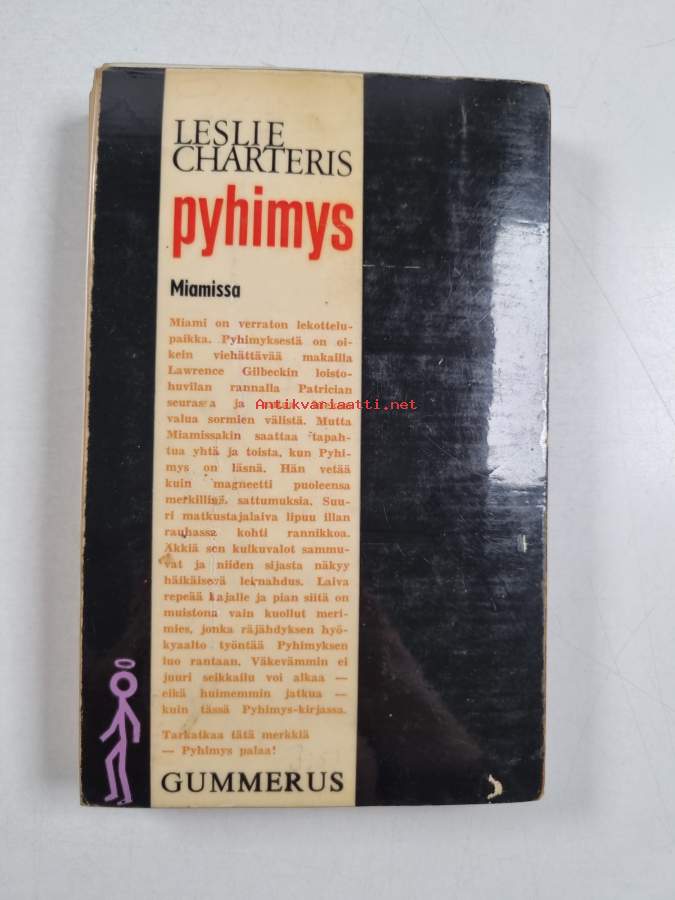 LESLIE
CHARTERIS
pyhimys
Miamissa
Miami on verraton lekottelu-
paikka. Pyhimyksestä on oi-
kein viehättävää makailla
Lawrence Gilbeckin loisto-
huvilan rannalla Patrician
seurassa ja antaa hiekan
Antikvariaatti.net
valua sormien välistä. Mutta
Miamissakin saattaa tapah-
tua yhtä ja toista, kun Pyhi-
mys on läsnä. Hän vetää
kuin magneetti puoleensa
merkillisiä sattumuksia. Suu-
ri matkustajalaiva lipuu illan
rauhassa kohti rannikkoa.
Äkkiä sen kulkuvalot sammu-
vat ja niiden sijasta näkyy
häikäisevä leimahdus. Laiva
repeää hajalle ja pian siitä on
muistona vain kuollut meri-
mies, jonka räjähdyksen hyö-
kyaalto työntää Pyhimyksen
luo rantaan. Väkevämmin ei
juuri seikkailu voi alkaa —
eikä huimemmin jatkua —
kuin tässä Pyhimys-kirjassa.
Tarkatkaa tätä merkkiä
— Pyhimys palaa!
GUMMERUS